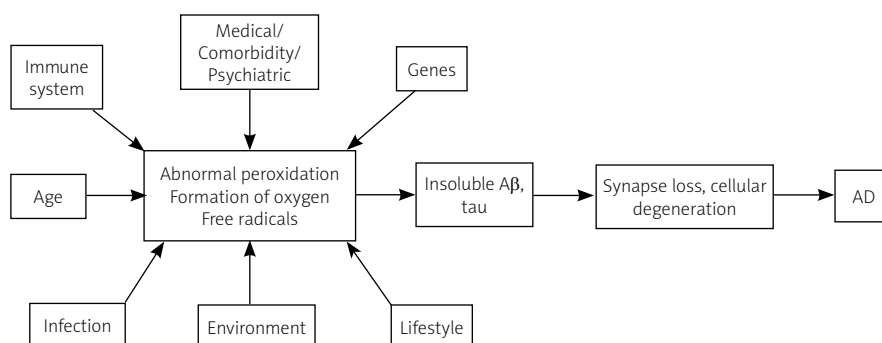 Medical/
Comorbidity/
Psychiatric
Immune
system
Genes
Age
Abnormal peroxidation
Formation of oxygen
Free radicals
Insoluble Aβ,
tau
Synapse loss, cellular
degeneration
AD
Infection
Environment
Lifestyle